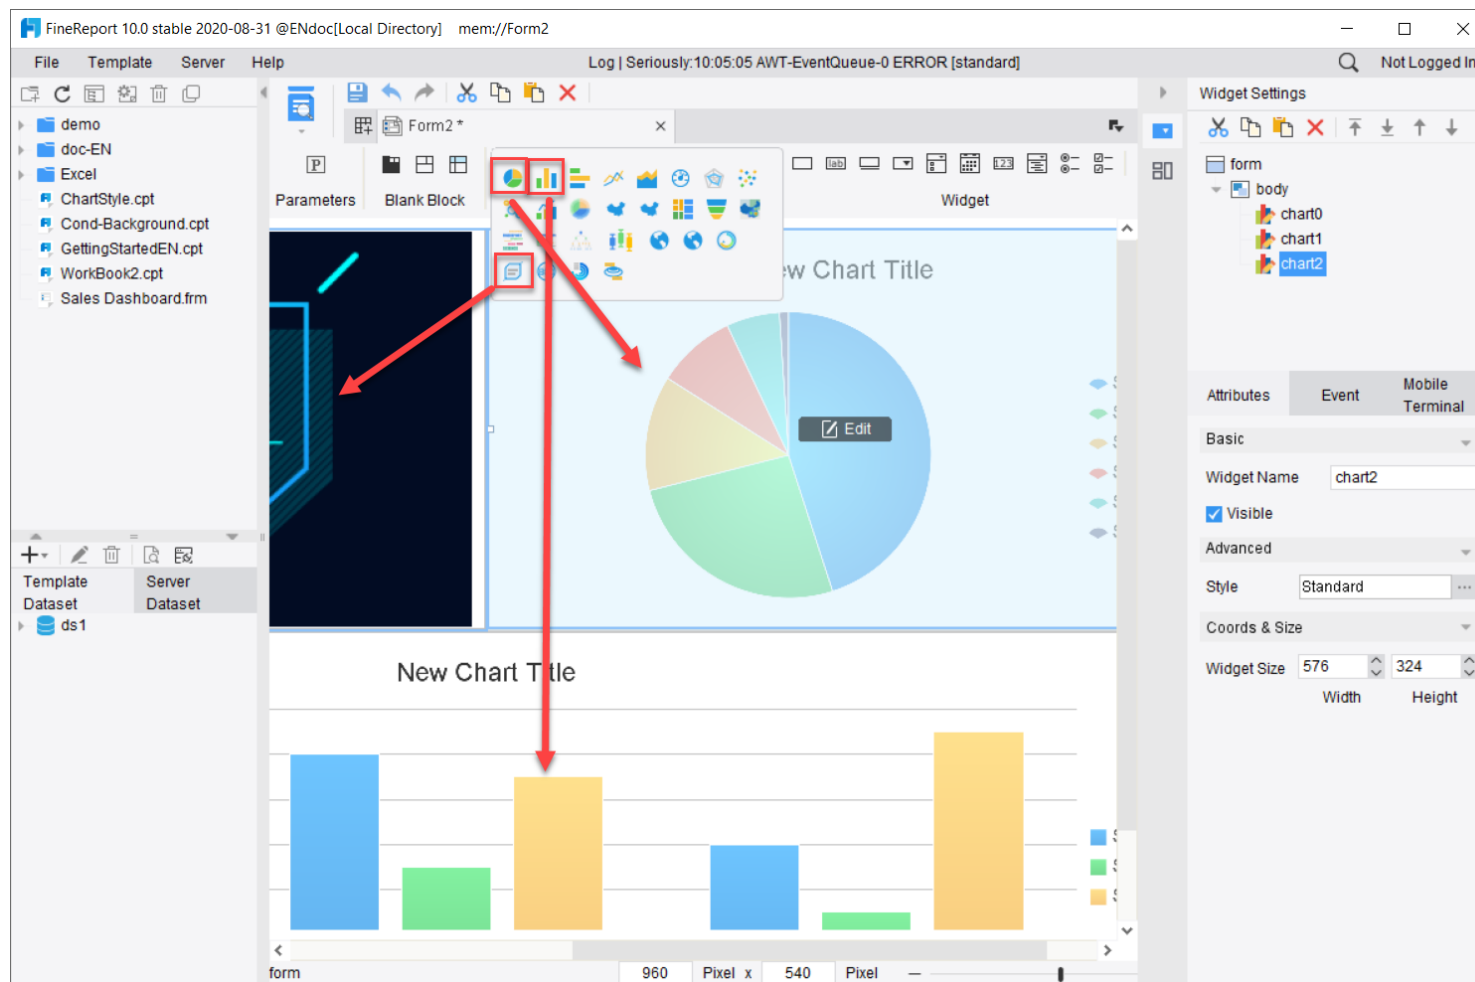 FineReport 10.0 stable 2020-08-31 @ENdoc[Local Directory] mem://Form2
File Template Server Help Log | Seriously:10:05:05 AWT-EventQueue-0 ERROR [standard] Not Logged In
Widget Settings
demo
doc-EN
Excel
ChartStyle.cpt
Cond-Background.cpt
GettingStartedEN.cpt
WorkBook2.cpt
Sales Dashboard.frm
Form2 *
P
lab
123
Parameters Blank Block Widget
form
body
chart0
chart1
chart2
ew Chart Title
Edit
Attributes Event Mobile Terminal
Basic
Widget Name chart2
Visible
Advanced
Style Standard ...
Coords & Size
Widget Size 576 324
Width Height
Template Dataset
Server Dataset
ds1
New Chart Title
form 960 Pixel x 540 Pixel